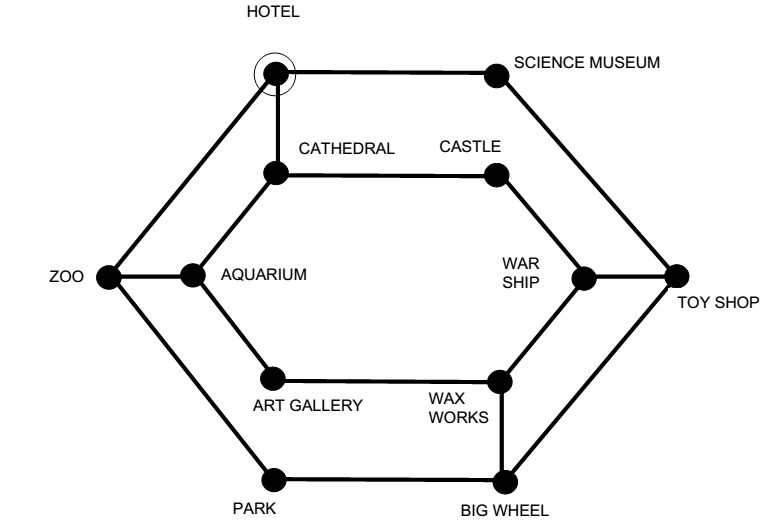 HOTEL
SCIENCE MUSEUM
CATHEDRAL
CASTLE
ZOO
AQUARIUM
WAR
SHIP
TOY SHOP
ART GALLERY
WAX
WORKS
PARK
BIG WHEEL